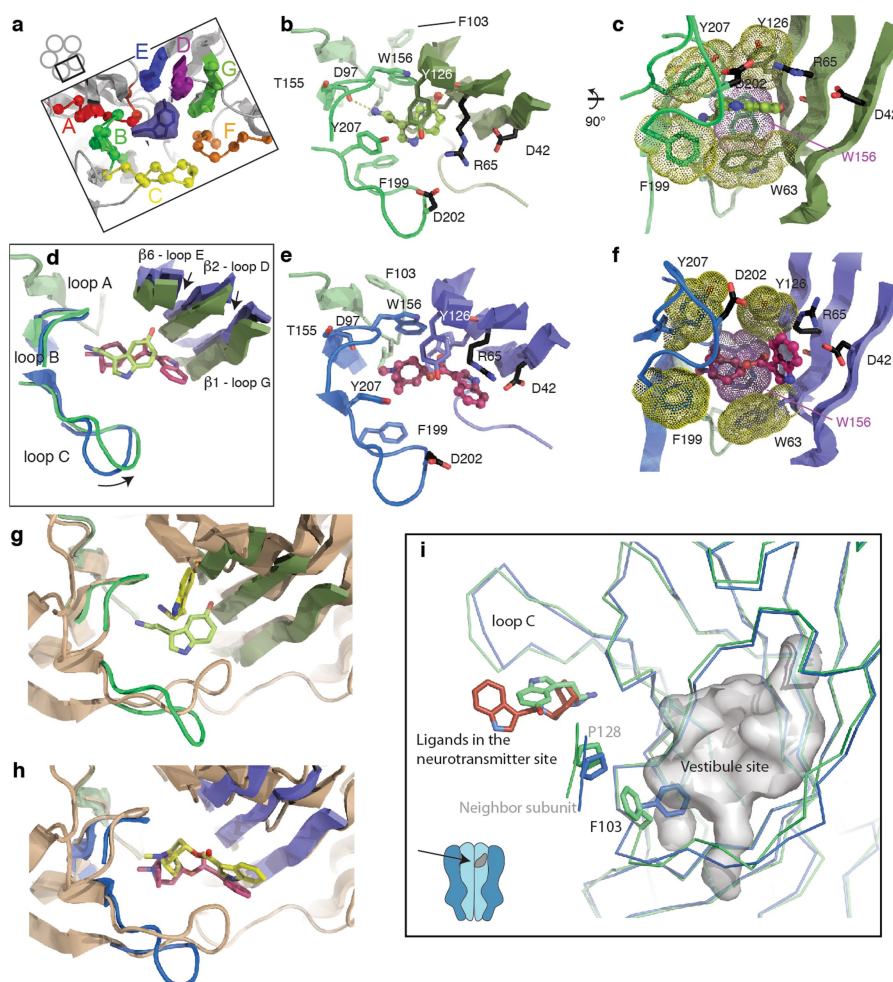 a
E
D
G
A
B
F
C
b
F103
W156
D97
T155
Y126
Y207
R65
D42
F199
D202
90°
c
Y207
Y126
R65
D202
D42
W156
F199
W63
d
β6 - loop E
β2 - loop D
loop A
loop B
β1 - loop G
loop C
e
F103
W156
D97
T155
Y126
R65
D42
Y207
F199
D202
f
Y207
D202
Y126
R65
D42
W156
F199
W63
g
h
i
loop C
P128
Ligands in the
neurotransmitter site
Vestibule site
Neighbor subunit
F103